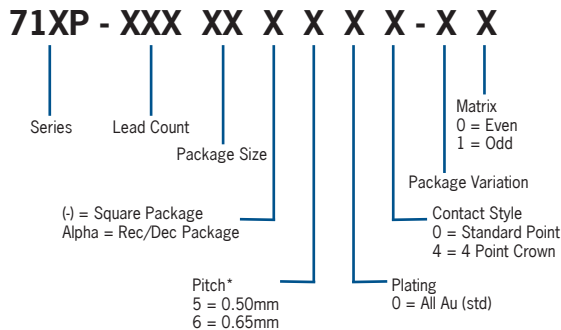 71XP - XXX XX X X X X - X X
Series
Lead Count
Package Size
Matrix
0 = Even
1 = Odd
Package Variation
(-) = Square Package
Alpha = Rec/Dec Package
Contact Style
0 = Standard Point
4 = 4 Point Crown
Pitch*
5 = 0.50mm
6 = 0.65mm
Plating
0 = All Au (std)